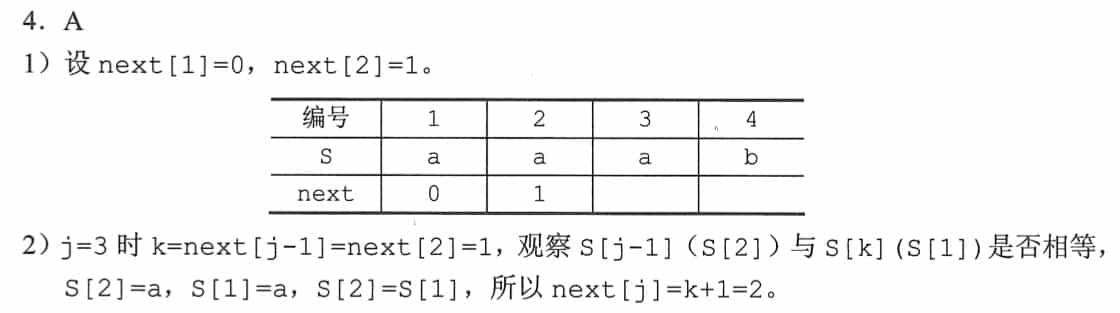 4. A
1）设 next[1]=0，next[2]=1。
编号 1 2 3 4
S a a a b
next 0 1
2）j=3 时 k=next[j-1]=next[2]=1，观察 S[j-1]（S[2]）与 S[k](S[1])是否相等，
S[2]=a，S[1]=a，S[2]=S[1]，所以 next[j]=k+1=2。